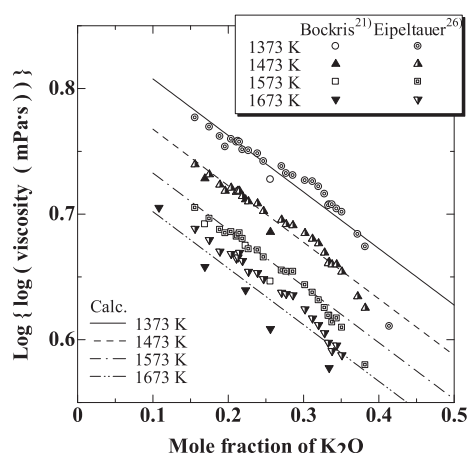 Bockris21) Eipeltauer26)
1373 K
1473 K
1573 K
1673 K
0.8
0.7
0.6
Log { log ( viscosity ( mPa·s ) ) }
Calc.
1373 K
1473 K
1573 K
1673 K
0 0.1 0.2 0.3 0.4 0.5
Mole fraction of K2O